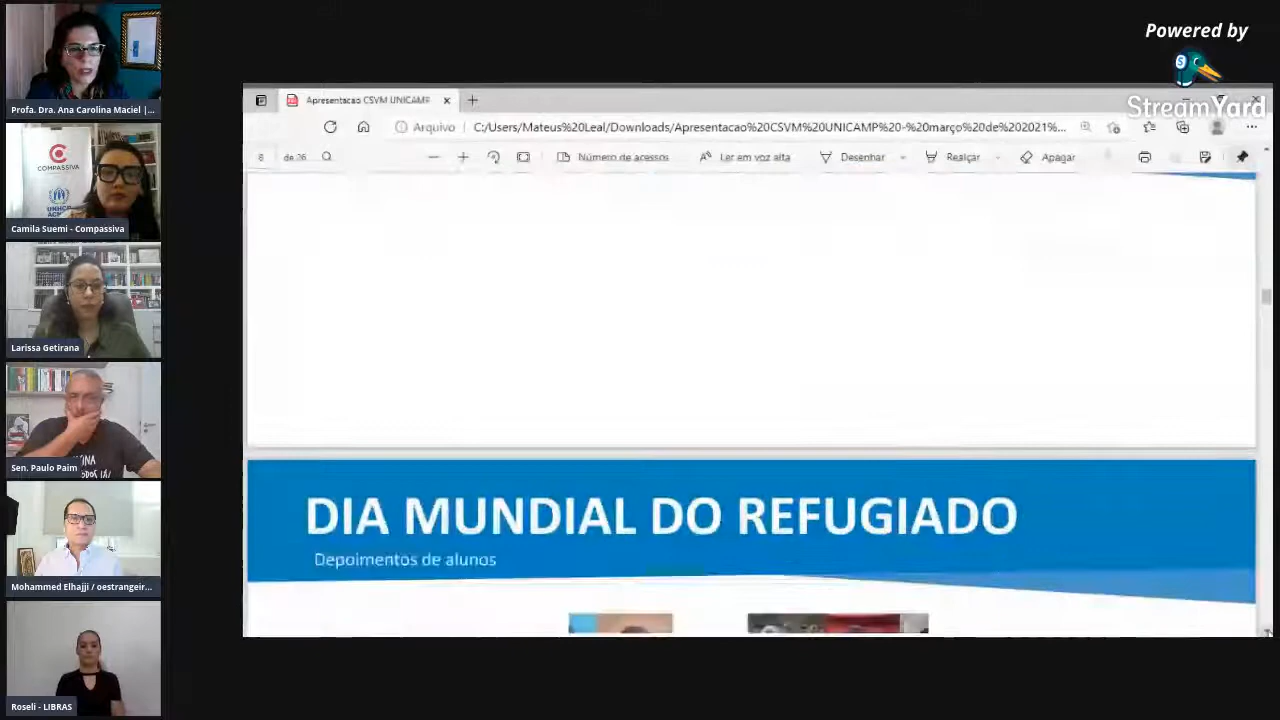 Powered by
StreamYard
Profa. Dra. Ana Carolina Maciel |...
COMPASSIVA
UNHCR
Camila Suemi - Compassiva
Larissa Getirana
Sen. Paulo Paim
Mohammed Elhajji / oestrangeir...
Roseli - LIBRAS
Apresentacao CSVM UNICAMP
Arquivo C:/Users/Mateus%20Leal/Downloads/Apresentacao%20CSVM%20UNICAMP%20-%20março%20de%202021%...
8 de 26 Número de acessos Ler em voz alta Desenhar Realçar Apagar
DIA MUNDIAL DO REFUGIADO
Depoimentos de alunos